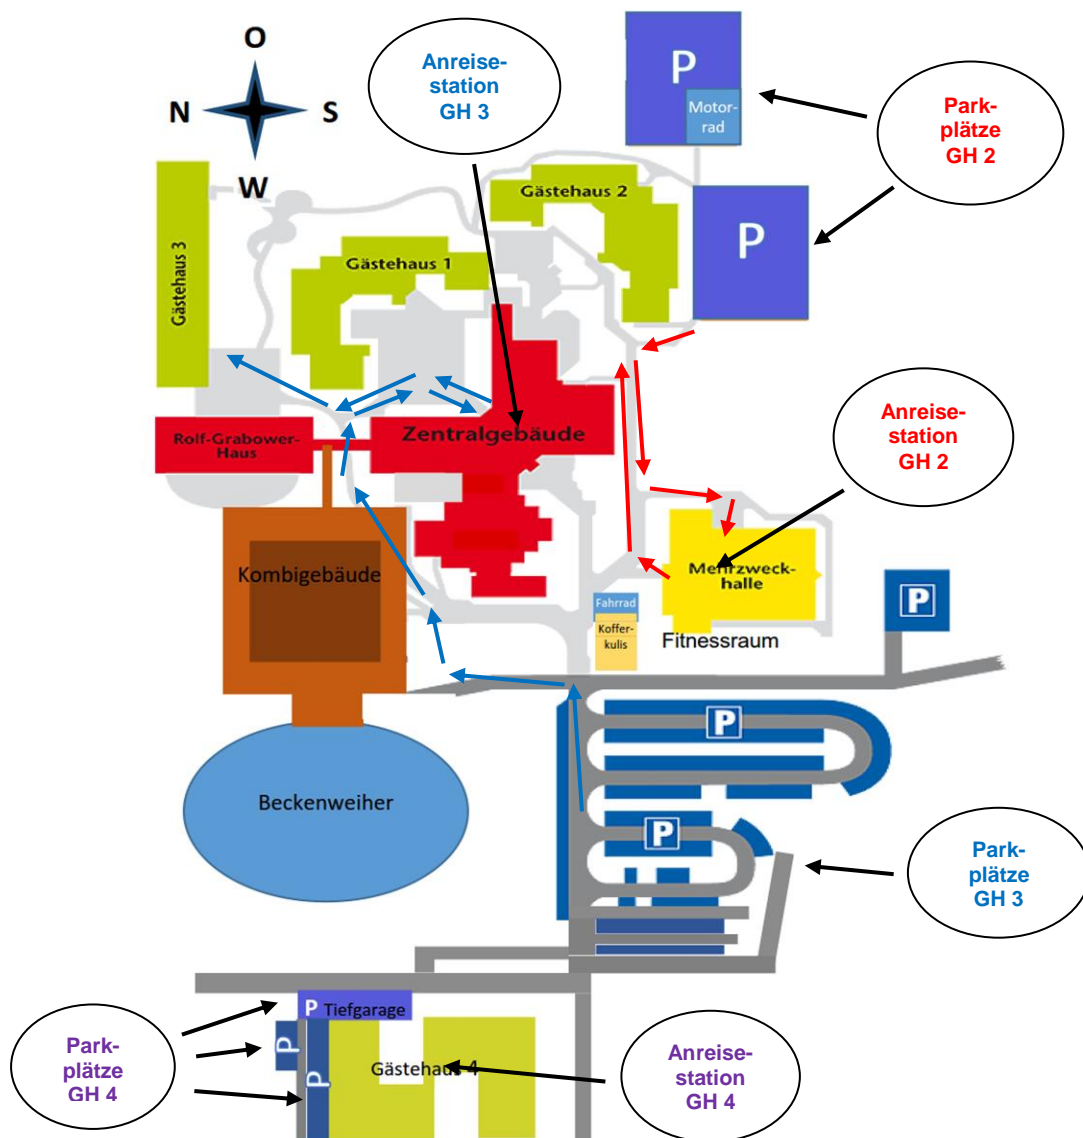 O
N
S
W
Anreise-
station
GH 3
P
Motor-
rad
Park-
plätze
GH 2
P
Gästehaus 2
Gästehaus 1
Gästehaus 3
Zentralgebäude
Rolf-Grabower-
Haus
Anreise-
station
GH 2
Kombigebäude
Mehrzweck-
halle
Fahrrad
Koffer-
kulis
Fitnessraum
P
P
P
Beckenweiher
Park-
plätze
GH 3
P Tiefgarage
P
P
Park-
plätze
GH 4
Gästehaus 4
Anreise-
station
GH 4